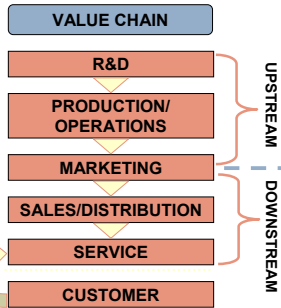 VALUE CHAIN
R&D
PRODUCTION/
OPERATIONS
MARKETING
SALES/DISTRIBUTION
SERVICE
CUSTOMER
UPSTREAM
DOWNSTREAM